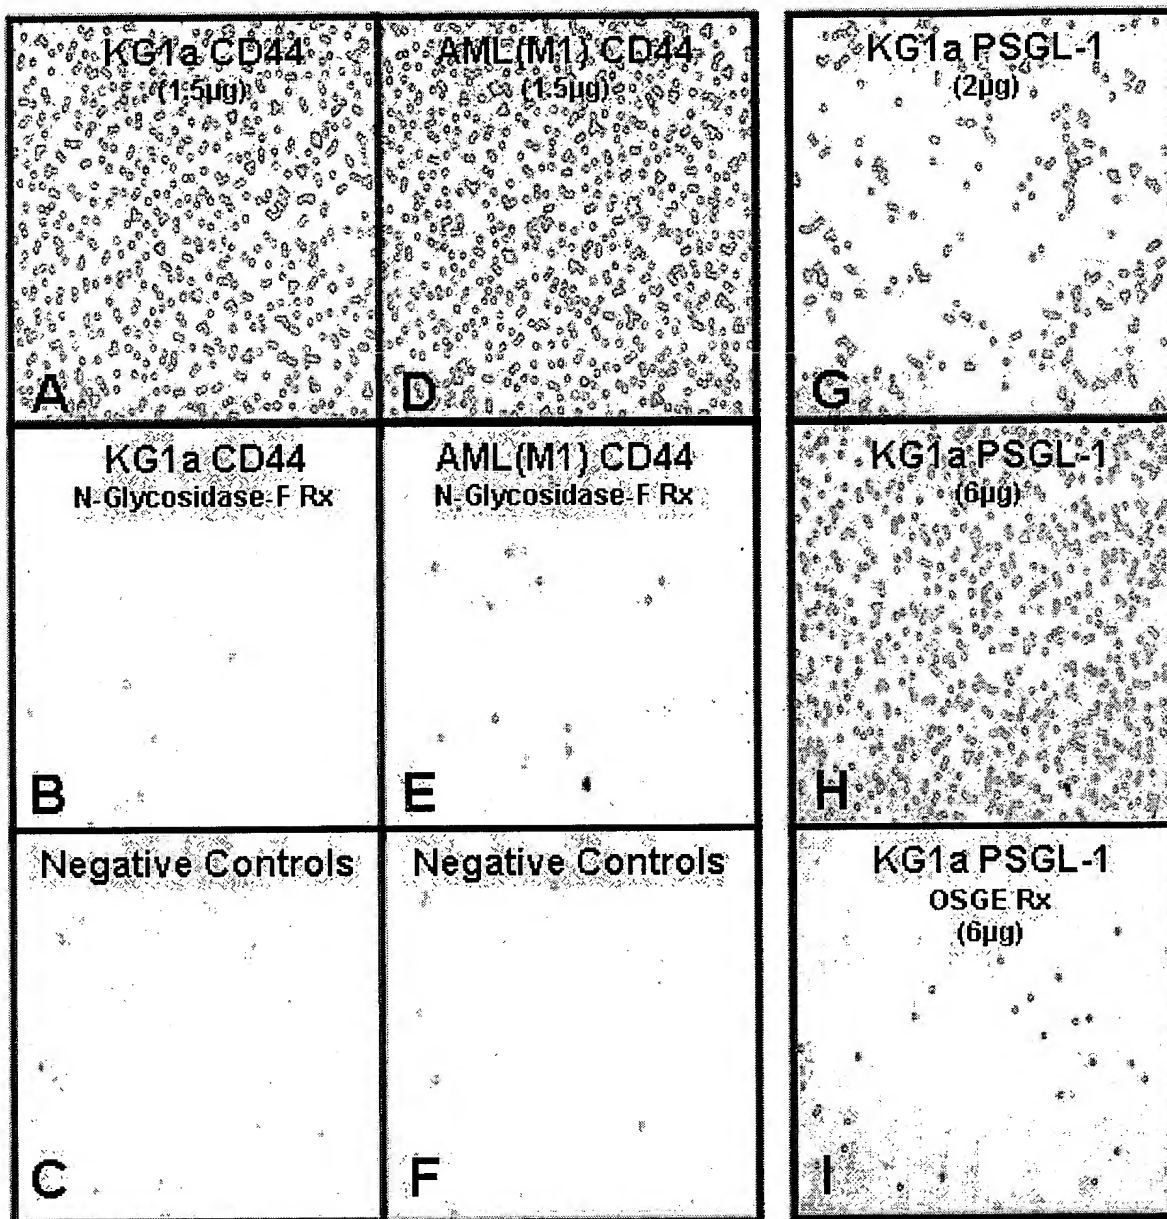 KG1a CD44
(1.5µg)
A
AML(M1) CD44
(1.5µg)
D
KG1a PSGL-1
(2µg)
G
KG1a CD44
N-Glycosidase-F Rx
B
AML(M1) CD44
N-Glycosidase-F Rx
E
KG1a PSGL-1
(6µg)
H
Negative Controls
C
Negative Controls
F
KG1a PSGL-1
OSGE Rx
(6µg)
I